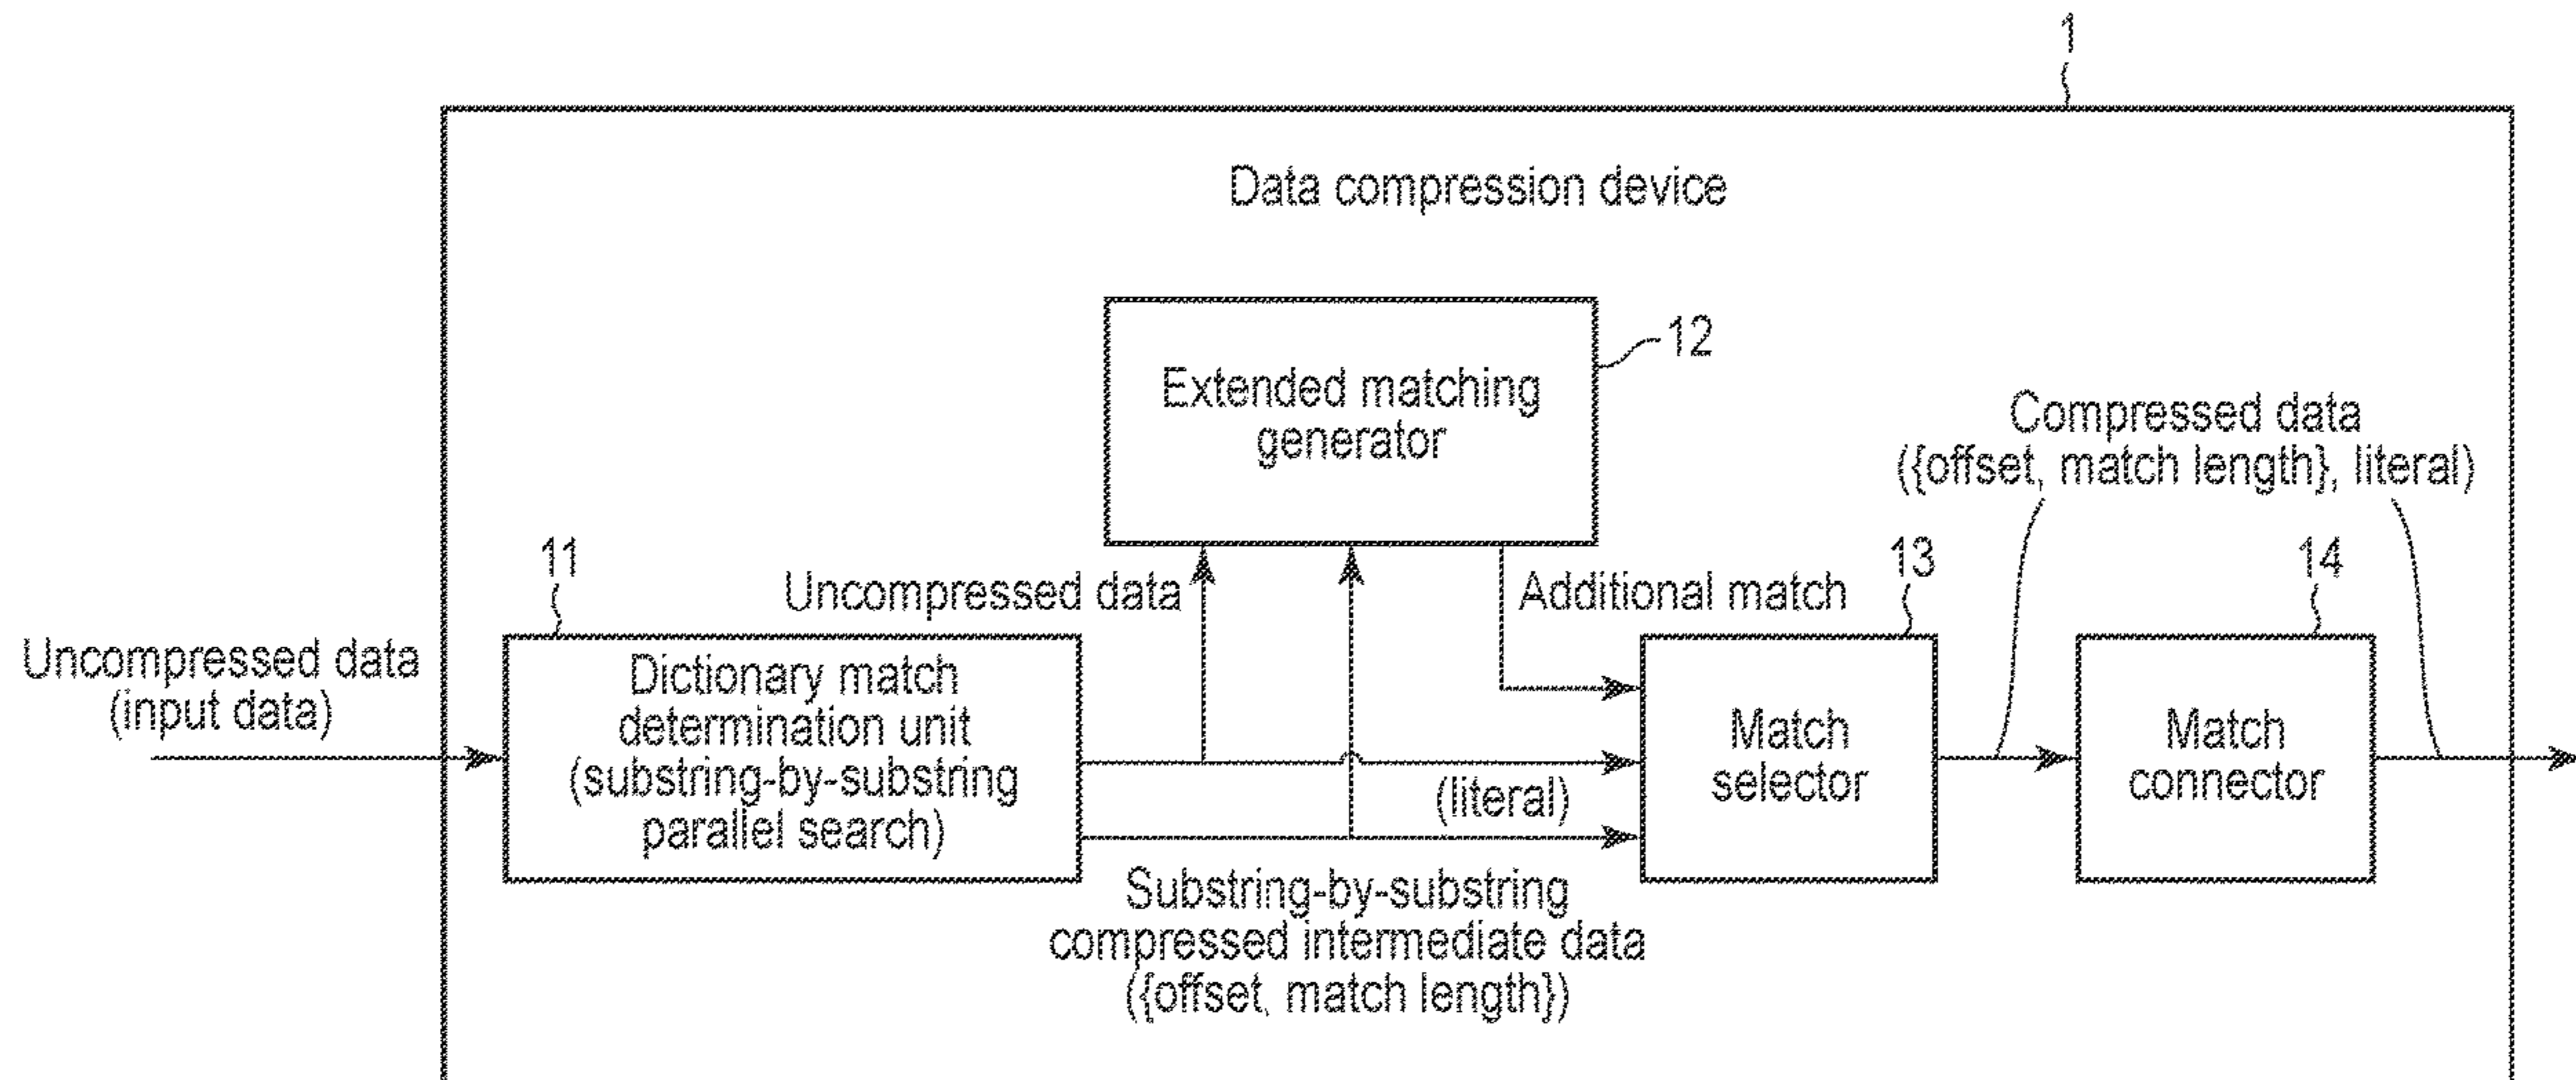 1
Data compression device
Extended matching
generator
12
Compressed data
({offset, match length}, literal)
11
Uncompressed data
Additional match
13
14
Uncompressed data
(input data)
Dictionary match
determination unit
(substring-by-substring
parallel search)
Match
selector
Match
connector
(literal)
Substring-by-substring
compressed intermediate data
({offset, match length})